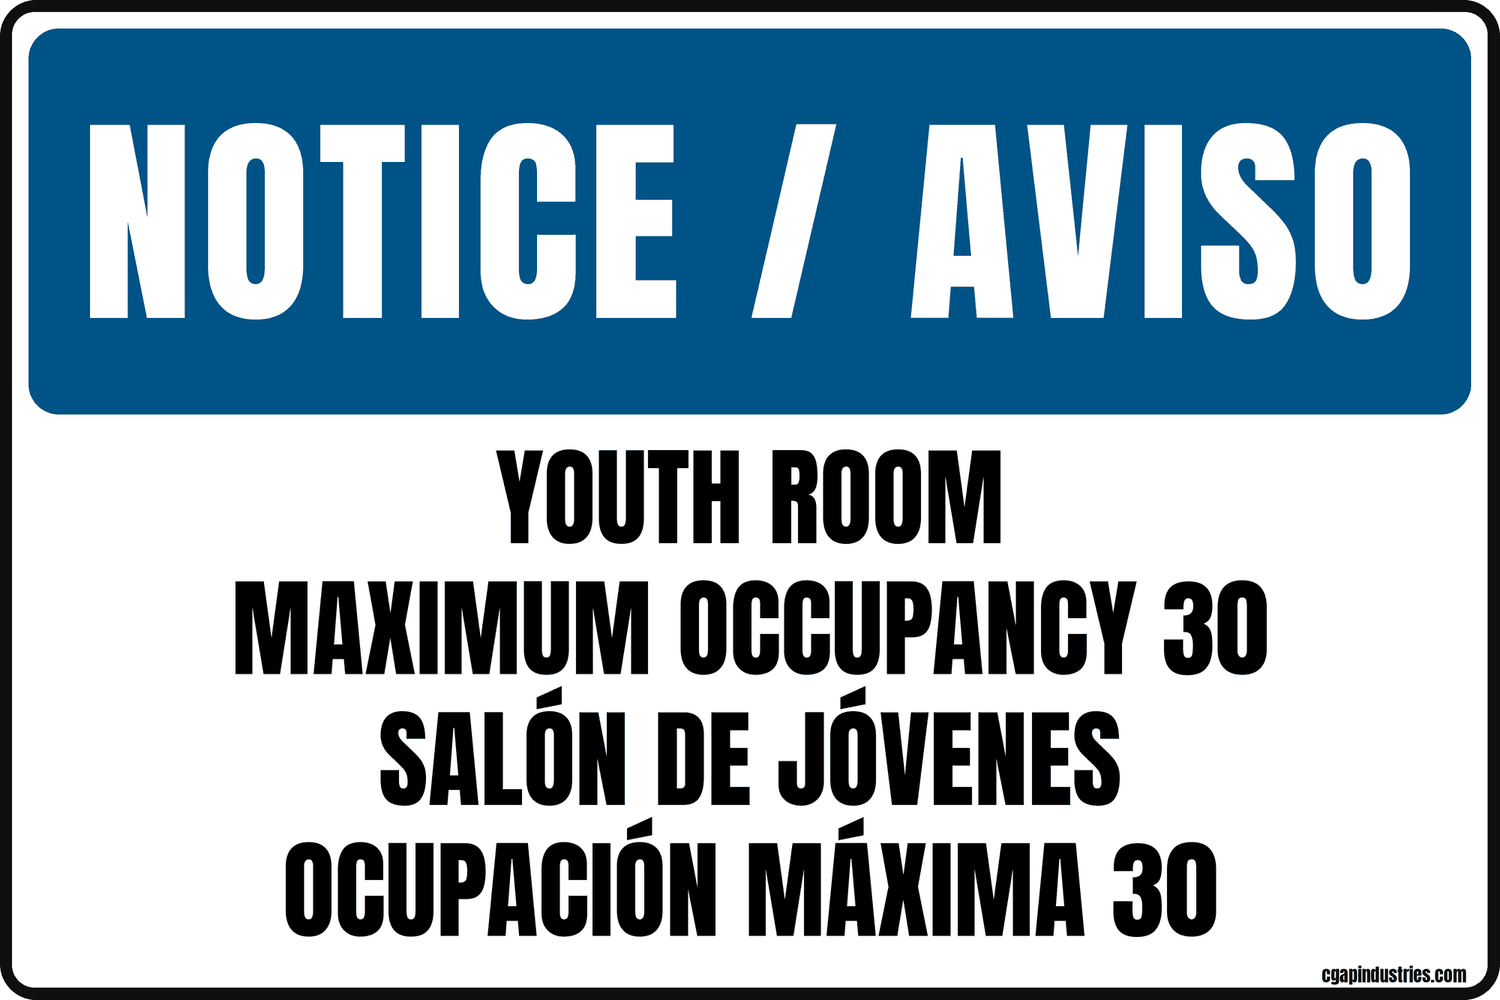 NOTICE / AVISO
YOUTH ROOM
MAXIMUM OCCUPANCY 30
SALÓN DE JÓVENES
OCUPACIÓN MÁXIMA 30
cgapindustries.com